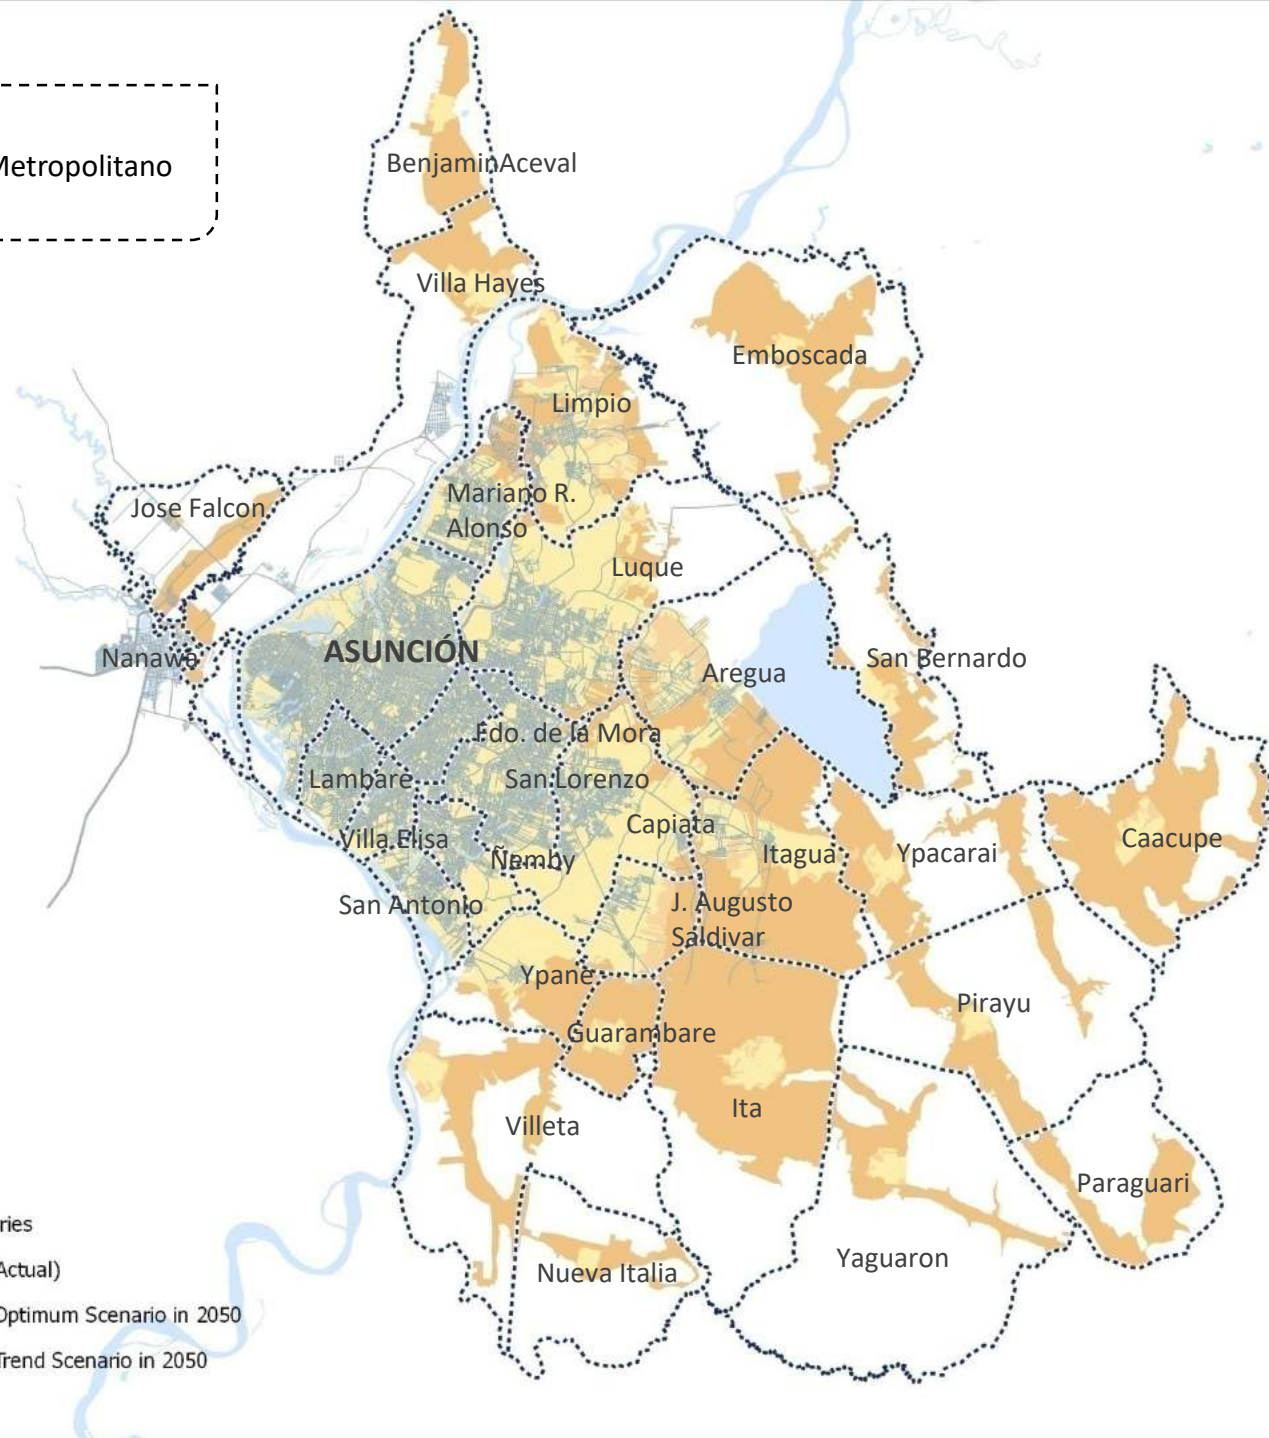 Metropolitano
BenjaminAceval
Villa Hayes
Emboscada
Limpio
Mariano R.
Alonso
Jose Falcon
Luque
Nanawa
ASUNCIÓN
Aregua
San Bernardo
Fdo. de la Mora
Lambare
San Lorenzo
Capiata
Villa Elisa
Ñemby
Itagua
Ypacarai
Caacupe
San Antonio
J. Augusto
Saldivar
Ypane
Pirayu
Guarambare
Ita
Villeta
Paraguari
Yaguaron
Nueva Italia
ries
Actual)
Optimum Scenario in 2050
Trend Scenario in 2050